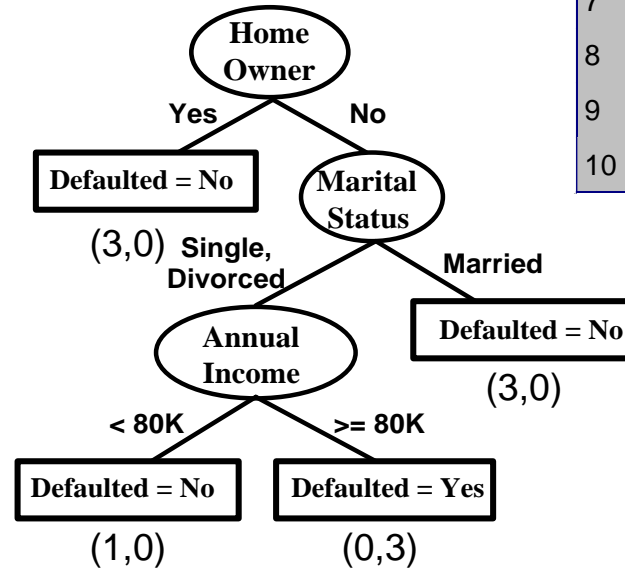 7
8
9
10
Home
Owner
Yes
No
Defaulted = No
(3,0)
Marital
Status
Single,
Divorced
Married
Annual
Income
Defaulted = No
(3,0)
< 80K
>= 80K
Defaulted = No
Defaulted = Yes
(1,0)
(0,3)